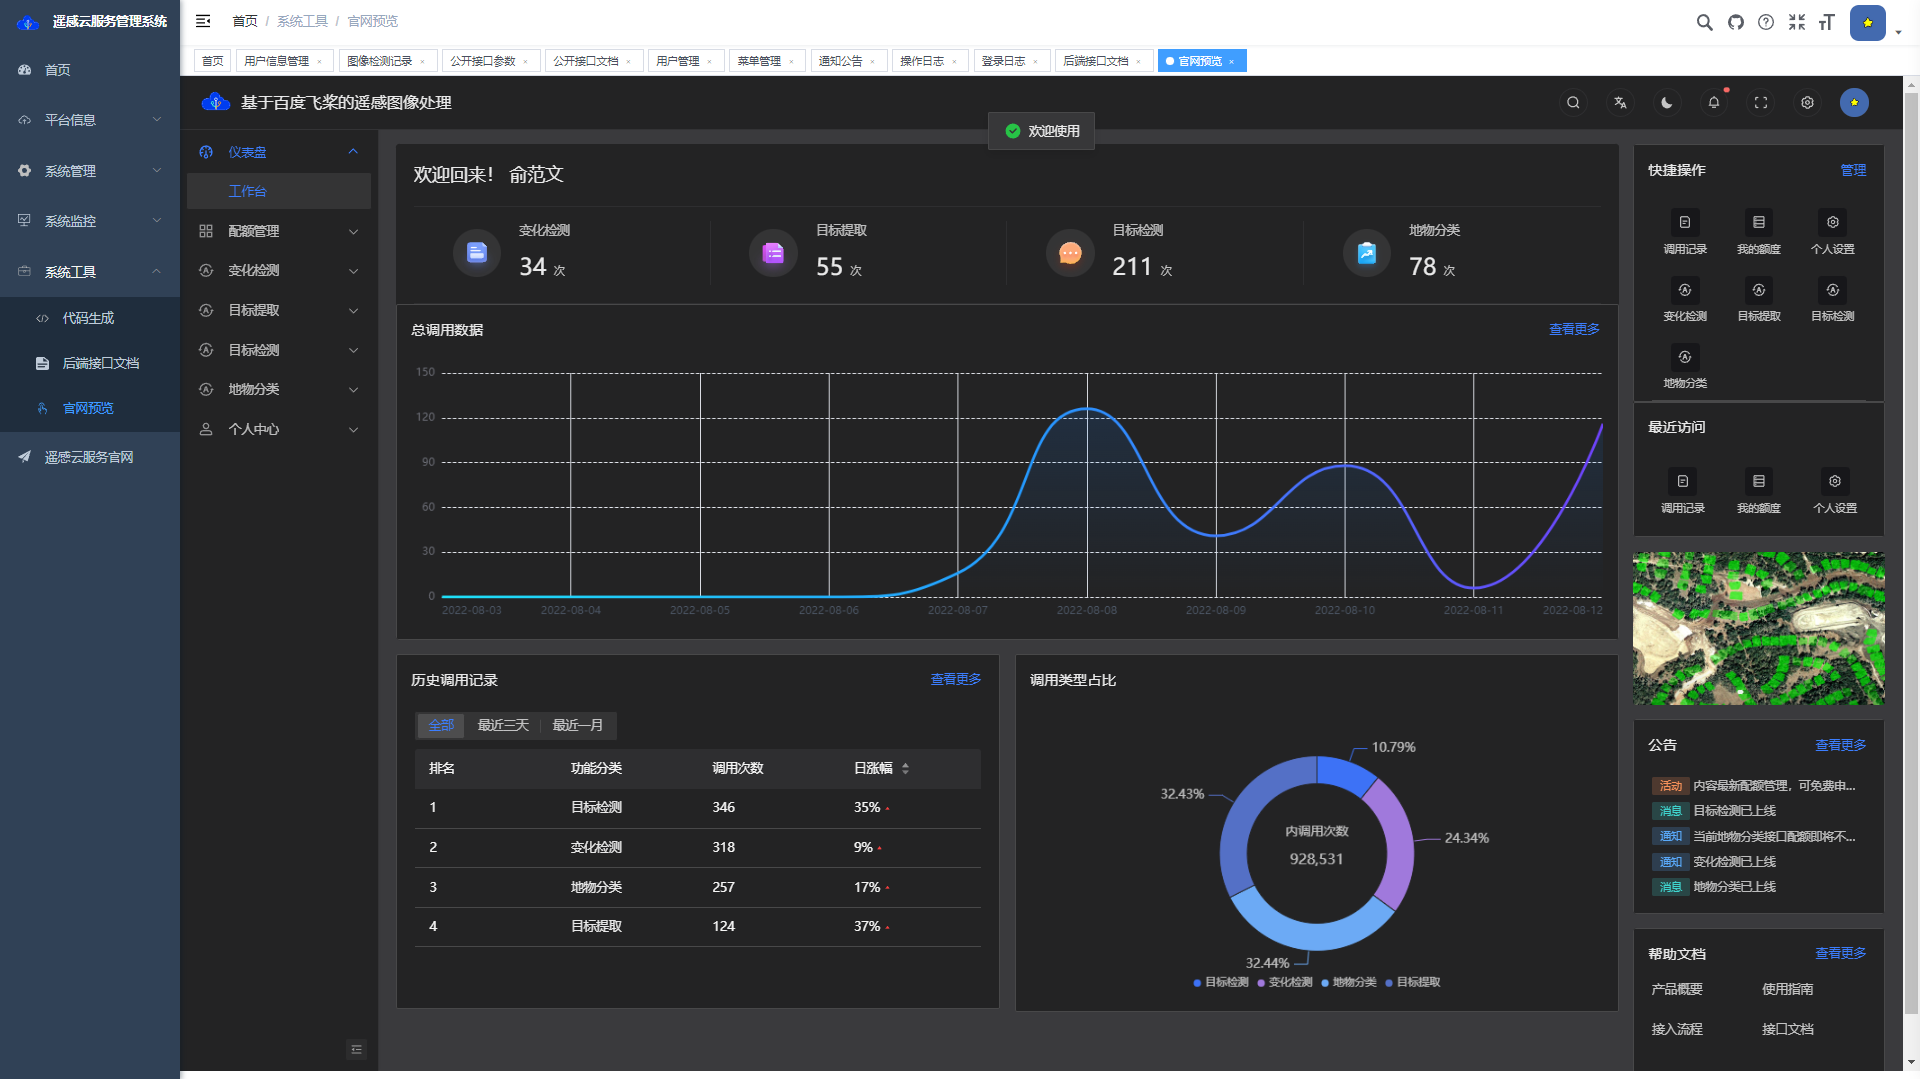 遥感云服务管理系统
首页
平台信息
系统管理
系统监控
系统工具
代码生成
后端接口文档
官网预览
遥感云服务官网
首页 / 系统工具 / 官网预览
首页 用户信息管理 × 图像检测记录 × 公开接口参数 × 公开接口文档 × 用户管理 × 菜单管理 × 通知公告 × 操作日志 × 登录日志 × 后端接口文档 × 官网预览 ×
基于百度飞桨的遥感图像处理
欢迎使用
仪表盘
工作台
配额管理
变化检测
目标提取
目标检测
地物分类
个人中心
欢迎回来! 俞范文
变化检测
34 次
目标提取
55 次
目标检测
211 次
地物分类
78 次
总调用数据 查看更多
150
120
90
60
30
0
2022-08-03 2022-08-04 2022-08-05 2022-08-06 2022-08-07 2022-08-08 2022-08-09 2022-08-10 2022-08-11 2022-08-12
历史调用记录 查看更多
全部 最近三天 最近一月
排名 功能分类 调用次数 日涨幅
1 目标检测 346 35%
2 变化检测 318 9%
3 地物分类 257 17%
4 目标提取 124 37%
调用类型占比
10.79%
32.43%
24.34%
32.44%
内调用次数
928,531
目标检测 变化检测 地物分类 目标提取
快捷操作 管理
调用记录 我的额度 个人设置
变化检测 目标提取 目标检测
地物分类
最近访问
调用记录 我的额度 个人设置
公告 查看更多
活动 内容最新配额管理，可免费申...
消息 目标检测已上线
通知 当前地物分类接口配额即将不...
通知 变化检测已上线
消息 地物分类已上线
帮助文档 查看更多
产品概要 使用指南
接入流程 接口文档